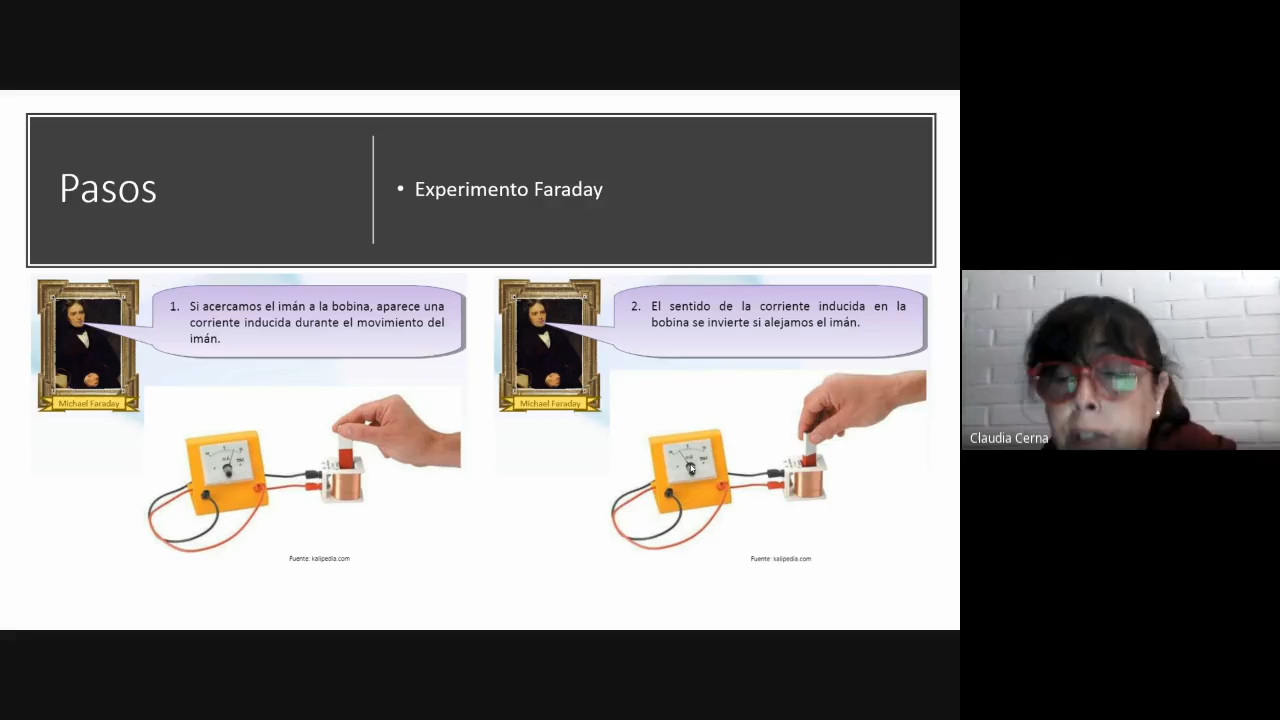 Pasos
• Experimento Faraday
1. Si acercamos el imán a la bobina, aparece una
corriente inducida durante el movimiento del
imán.
Michael Faraday
Fuente: kalipedia.com
2. El sentido de la corriente inducida en la
bobina se invierte si alejamos el imán.
Michael Faraday
Fuente: kalipedia.com
Claudia Cerna